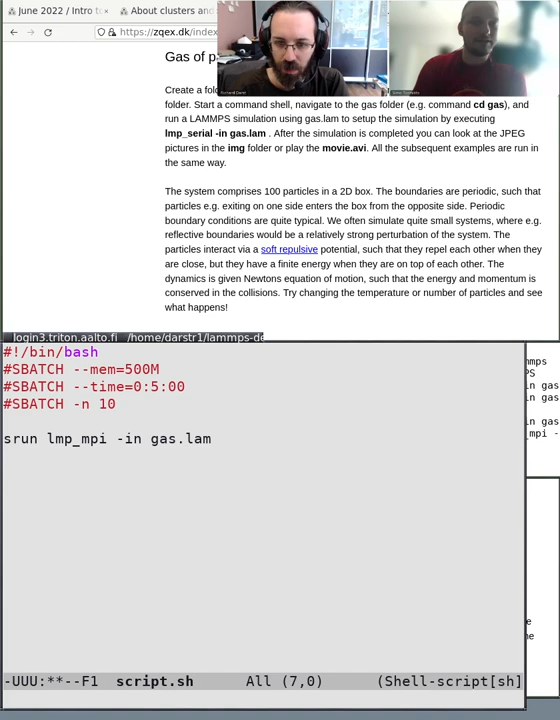 June 2022 / Intro t
About clusters and
https://zqex.dk/index
Gas of p
Create a fol
folder. Start a command shell, navigate to the gas folder (e.g. command cd gas), and
run a LAMMPS simulation using gas.lam to setup the simulation by executing
lmp_serial -in gas.lam . After the simulation is completed you can look at the JPEG
pictures in the img folder or play the movie.avi. All the subsequent examples are run in
the same way.
The system comprises 100 particles in a 2D box. The boundaries are periodic, such that
particles e.g. exiting on one side enters the box from the opposite side. Periodic
boundary conditions are quite typical. We often simulate quite small systems, where e.g.
reflective boundaries would be a relatively strong perturbation of the system. The
particles interact via a soft repulsive potential, such that they repel each other when they
are close, but they have a finite energy when they are on top of each other. The
dynamics is given Newtons equation of motion, such that the energy and momentum is
conserved in the collisions. Try changing the temperature or number of particles and see
what happens!
login3.triton.aalto.fi /home/darstr1/lammps-de
#!/bin/bash
#SBATCH --mem=500M
#SBATCH --time=0:5:00
#SBATCH -n 10
srun lmp_mpi -in gas.lam
mmps
PS
in gas
in gas
in gas
_mpi -
e
me
-UUU:**--F1 script.sh All (7,0) (Shell-script[sh]